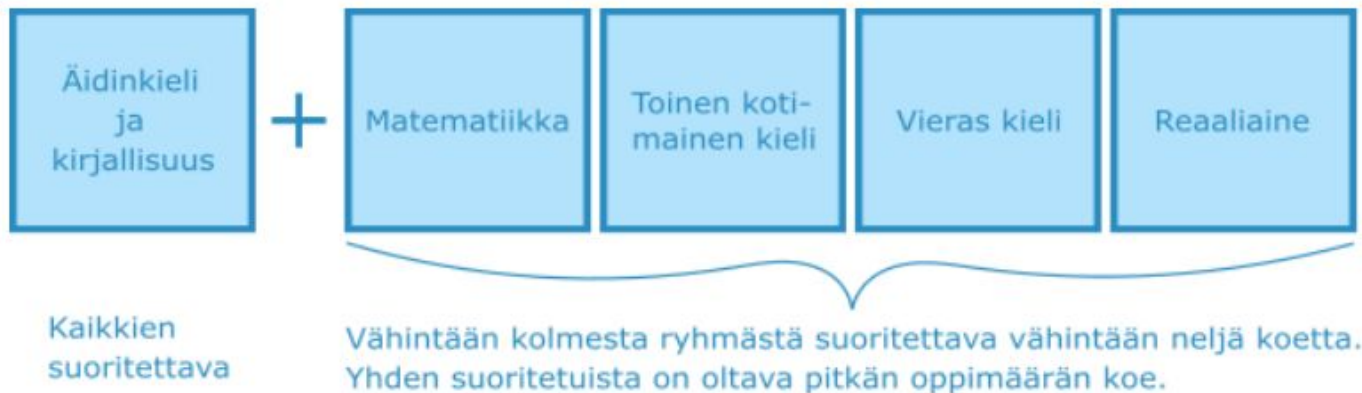 Äidinkieli
ja
kirjallisuus
+
Matematiikka
Toinen koti-
mainen kieli
Vieras kieli
Reaaliaine
Kaikkien
suoritettava
Vähintään kolmesta ryhmästä suoritettava vähintään neljä koetta.
Yhden suoritetuista on oltava pitkän oppimäärän koe.